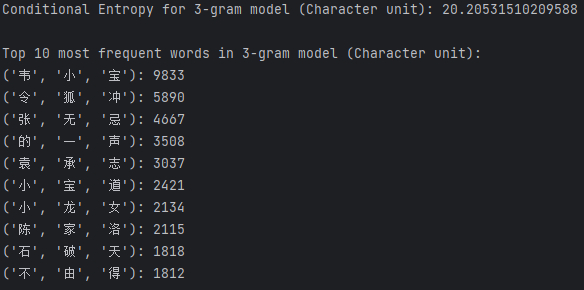 Conditional Entropy for 3-gram model (Character unit): 20.20531510209588
Top 10 most frequent words in 3-gram model (Character unit):
('韦', '小', '宝'): 9833
('令', '狐', '冲'): 5890
('张', '无', '忌'): 4667
('的', '一', '声'): 3508
('袁', '承', '志'): 3037
('小', '宝', '道'): 2421
('小', '龙', '女'): 2134
('陈', '家', '洛'): 2115
('石', '破', '天'): 1818
('不', '由', '得'): 1812